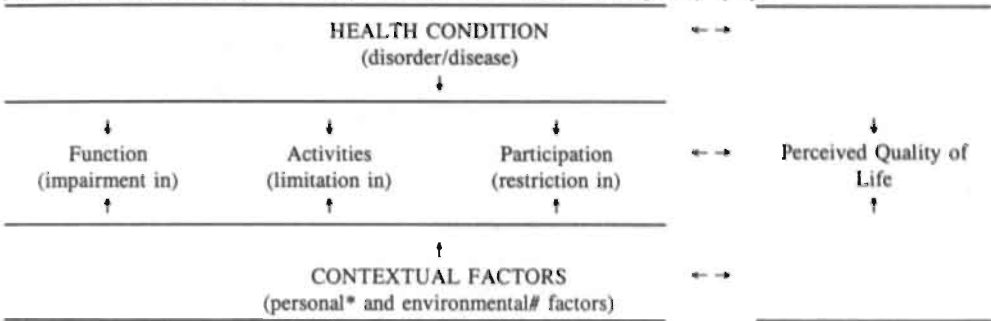 HEALTH CONDITION
(disorder/disease)
Function Activities Participation Perceived Quality of
(impairment in) (limitation in) (restriction in) Life
CONTEXTUAL FACTORS
(personal* and environmental# factors)